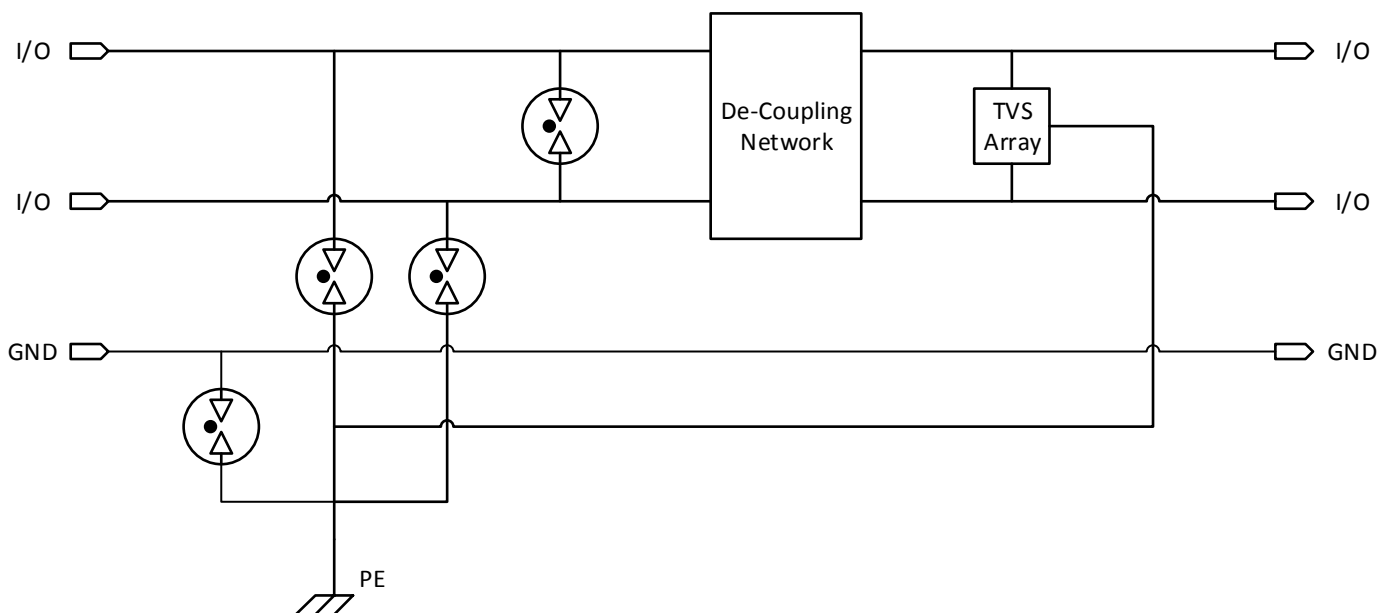 I/O
I/O
De-Coupling
Network
TVS
Array
I/O
I/O
GND
GND
PE